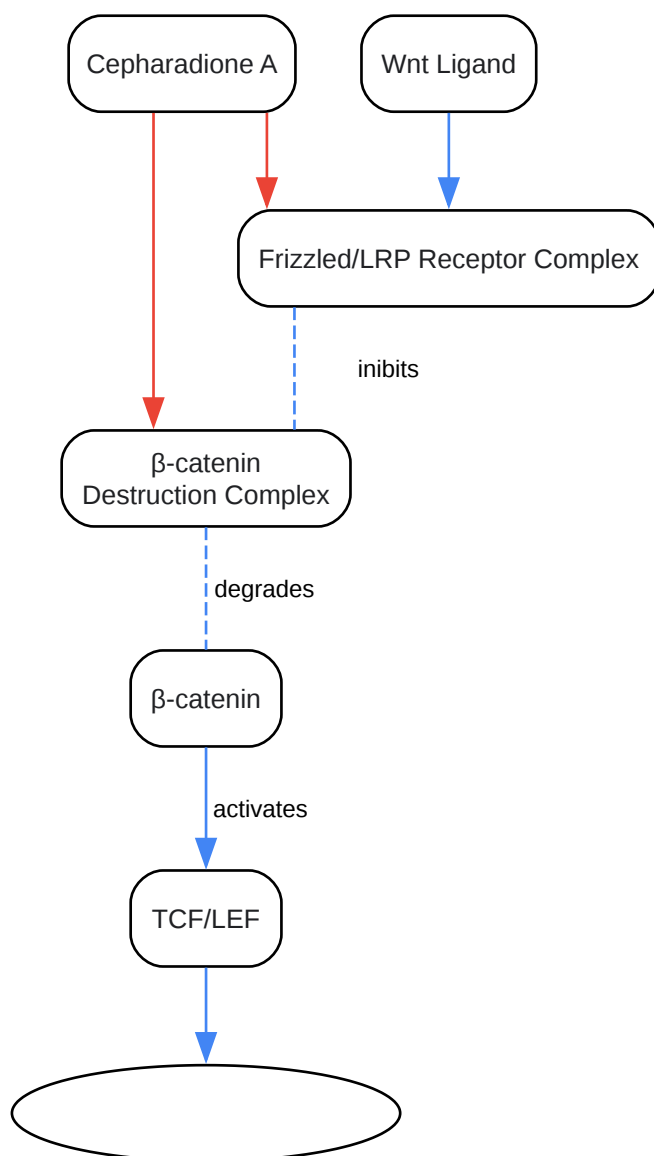 Cepharadione A
Wnt Ligand
Frizzled/LRP Receptor Complex
inibits
β-catenin
Destruction Complex
degrades
β-catenin
activates
TCF/LEF